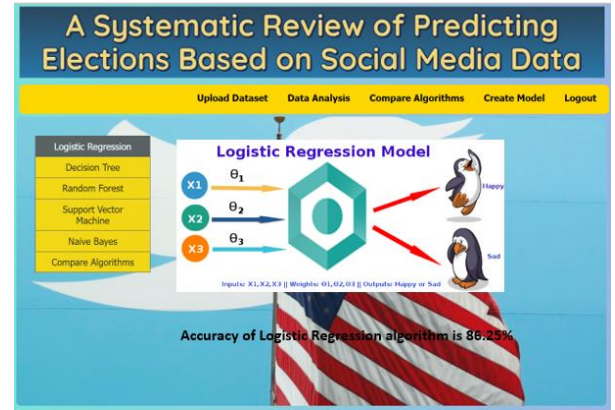 A Systematic Review of Predicting
Elections Based on Social Media Data
Upload Dataset Data Analysis Compare Algorithms Create Model Logout
Logistic Regression
Decision Tree
Random Forest
Support Vector
Machine
Naive Bayes
Compare Algorithms
Logistic Regression Model
X1
X2
X3
Θ1
Θ2
Θ3
Happy
Sad
Inputs: X1,X2,X3 || Weights: Θ1,Θ2,Θ3 || Outputs: Happy or Sad
Accuracy of Logistic Regression algorithm is 86.25%